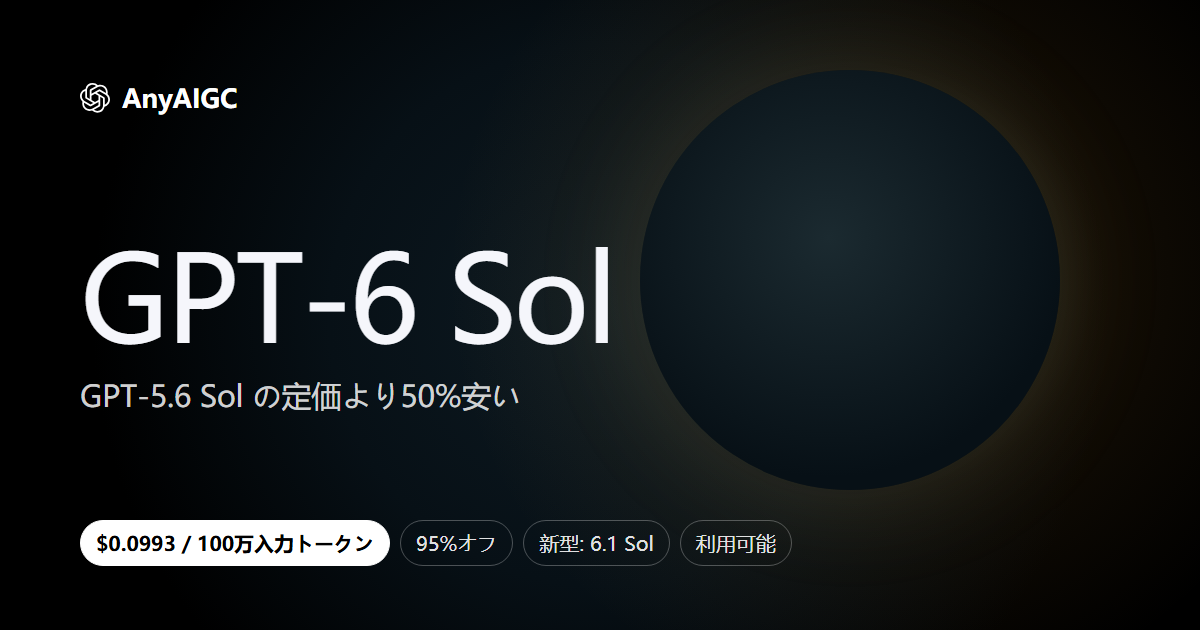 AnyAIGC
GPT-6 Sol
GPT-5.6 Sol の定価より50%安い
$0.0993 / 100万入力トークン
95%オフ
新型: 6.1 Sol
利用可能